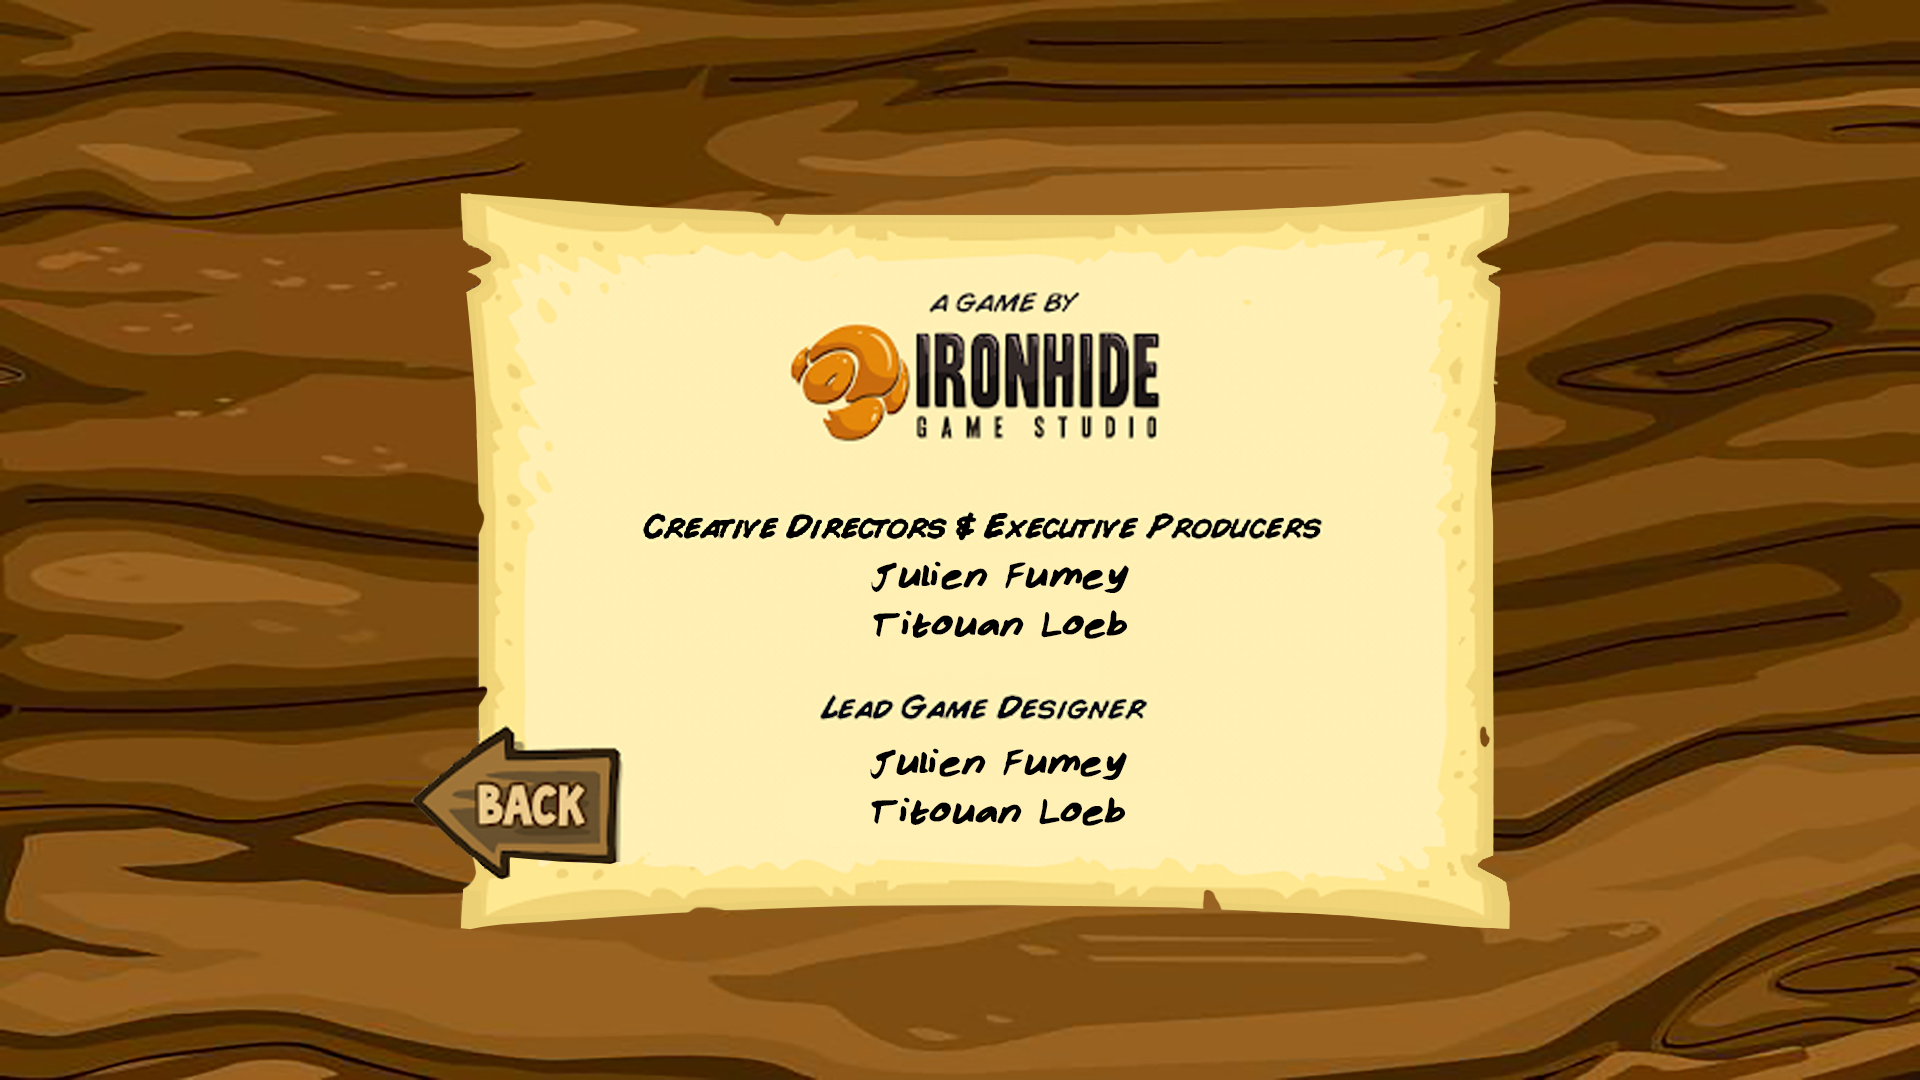 A GAME BY
IRONHIDE
GAME STUDIO
CREATIVE DIRECTORS & EXECUTIVE PRODUCERS
Julien Fumey
Titouan Loeb
LEAD GAME DESIGNER
Julien Fumey
Titouan Loeb
BACK